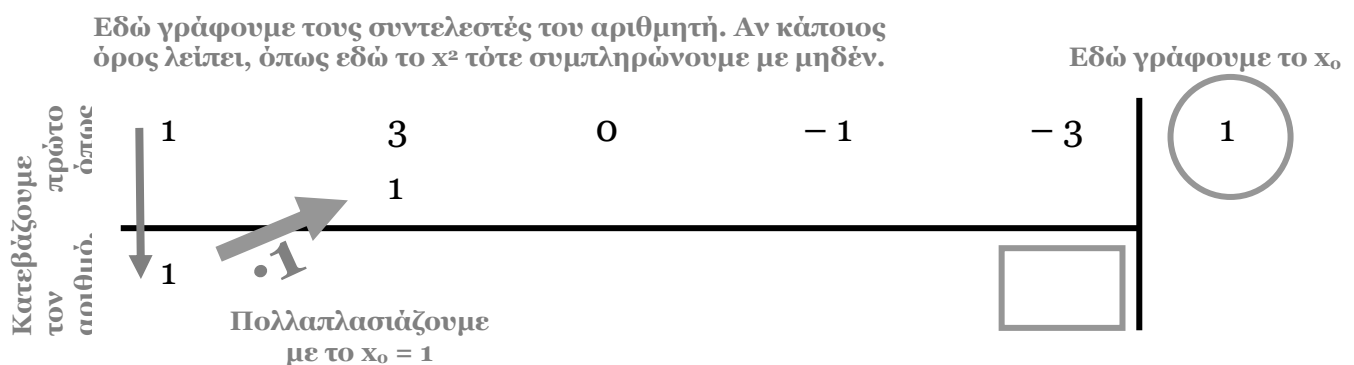 Εδώ γράφουμε τους συντελεστές του αριθμητή. Αν κάποιος
όρος λείπει, όπως εδώ το x² τότε συμπληρώνουμε με μηδέν.
Εδώ γράφουμε το x₀
Κατεβάζουμε
τον πρώτο
αριθμό. όπως
1 3 0 – 1 – 3 1
1
1
·1
Πολλαπλασιάζουμε
με το x₀ = 1